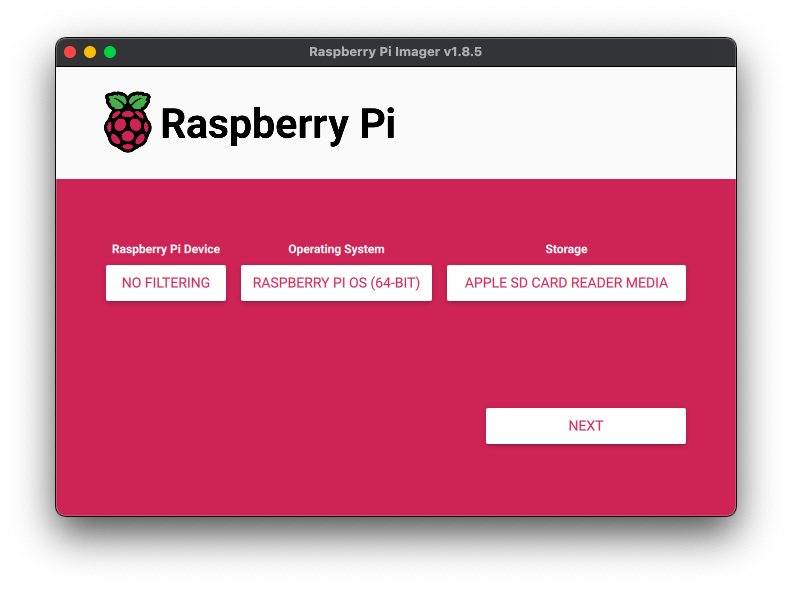 Raspberry Pi Imager v1.8.5
Raspberry Pi
Raspberry Pi Device
Operating System
Storage
NO FILTERING
RASPBERRY PI OS (64-BIT)
APPLE SD CARD READER MEDIA
NEXT